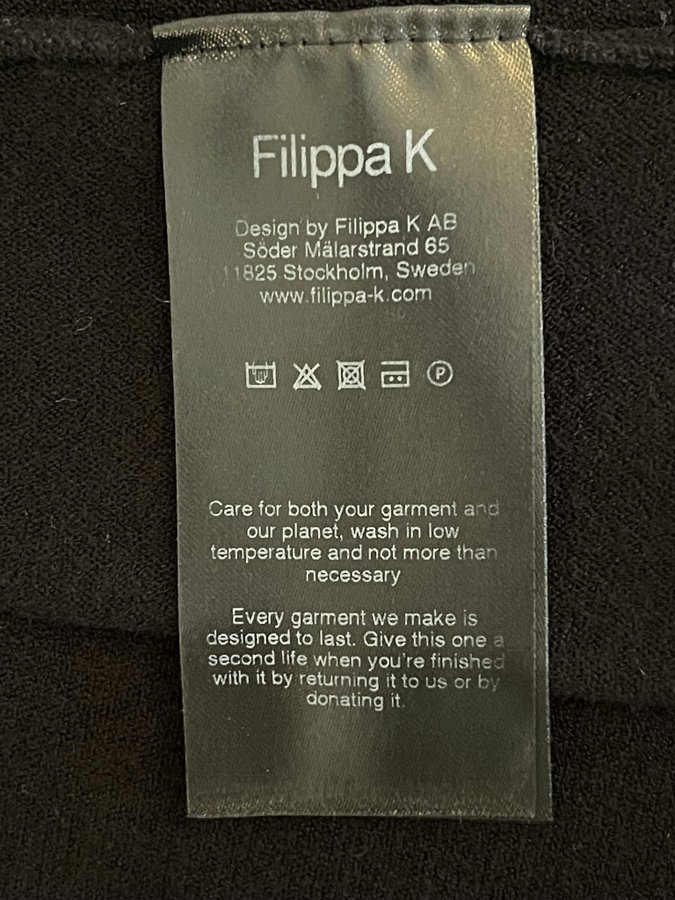 Filippa K
Design by Filippa K AB
Söder Mälarstrand 65
11825 Stockholm, Sweden
www.filippa-k.com
P
Care for both your garment and
our planet, wash in low
temperature and not more than
necessary
Every garment we make is
designed to last. Give this one a
second life when you're finished
with it by returning it to us or by
donating it.